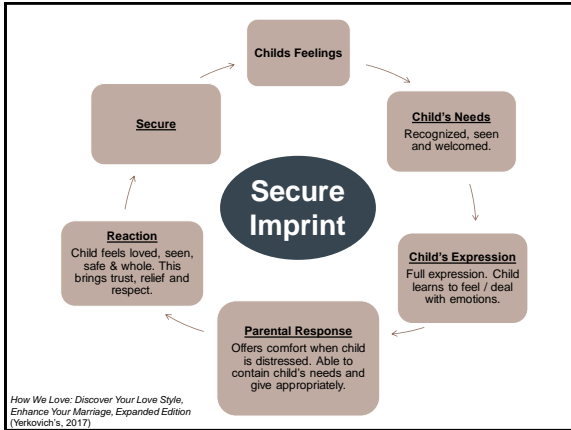 Childs Feelings
Child's Needs
Recognized, seen
and welcomed.
Child's Expression
Full expression. Child
learns to feel / deal
with emotions.
Parental Response
Offers comfort when child
is distressed. Able to
contain child's needs and
give appropriately.
Reaction
Child feels loved, seen,
safe & whole. This
brings trust, relief and
respect.
Secure
Secure
Imprint
How We Love: Discover Your Love Style,
Enhance Your Marriage, Expanded Edition
(Yerkovich's, 2017)